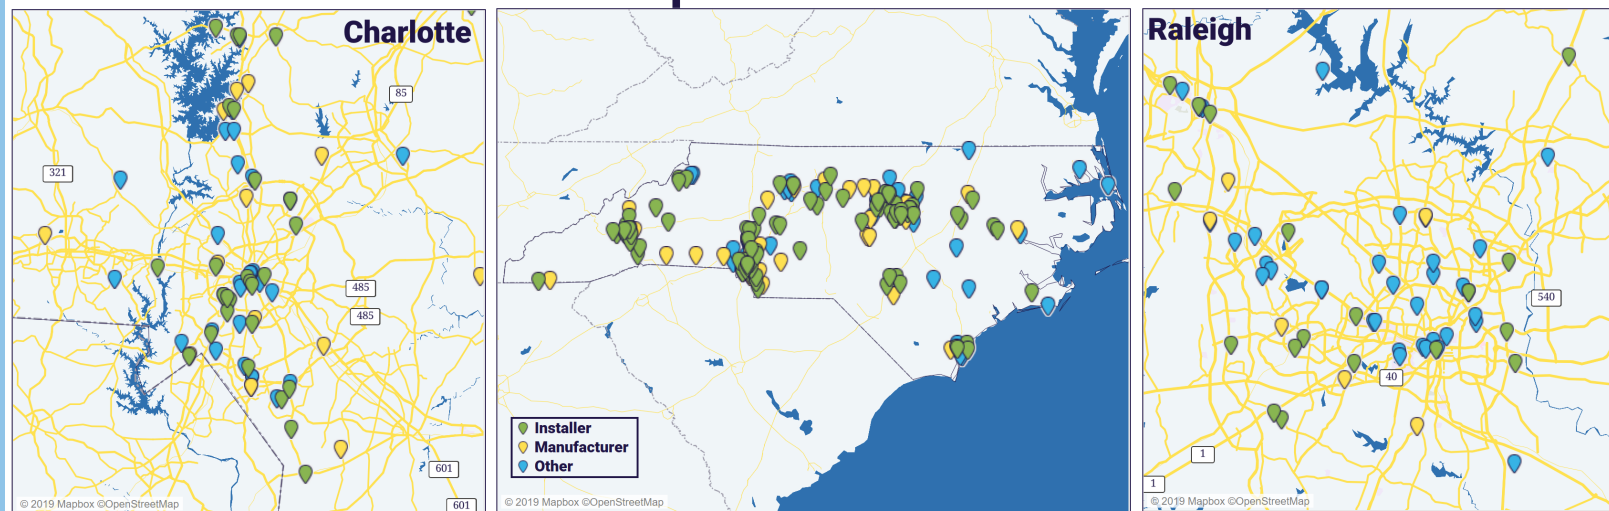 Charlotte
85
321
485
485
601
601
© 2019 Mapbox ©OpenStreetMap
Installer
Manufacturer
Other
© 2019 Mapbox ©OpenStreetMap
Raleigh
540
40
1
1
© 2019 Mapbox ©OpenStreetMap